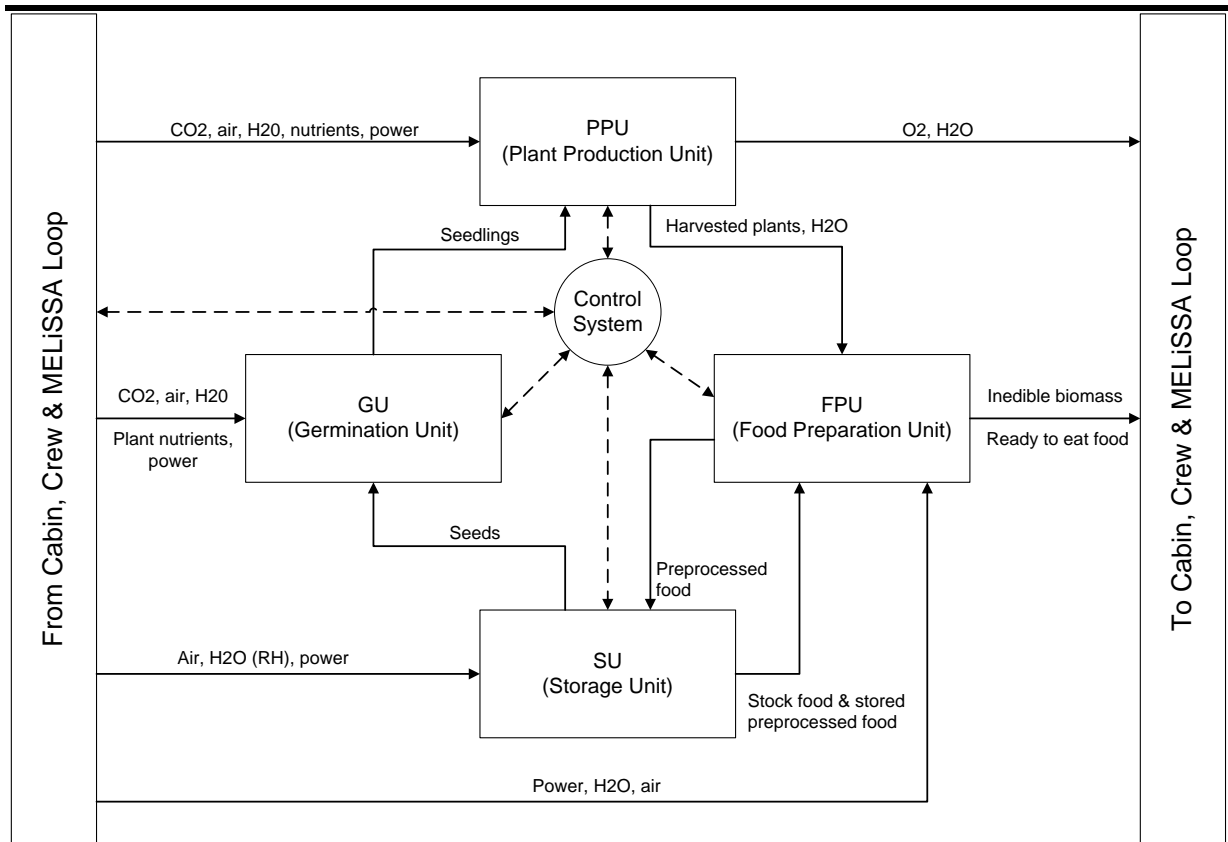 From Cabin, Crew & MELiSSA Loop
CO2, air, H20, nutrients, power
PPU
(Plant Production Unit)
O2, H2O
Seedlings
Harvested plants, H2O
Control
System
CO2, air, H20
Plant nutrients,
power
GU
(Germination Unit)
FPU
(Food Preparation Unit)
Inedible biomass
Ready to eat food
Seeds
Preprocessed
food
Air, H2O (RH), power
SU
(Storage Unit)
Stock food & stored
preprocessed food
Power, H2O, air
To Cabin, Crew & MELiSSA Loop